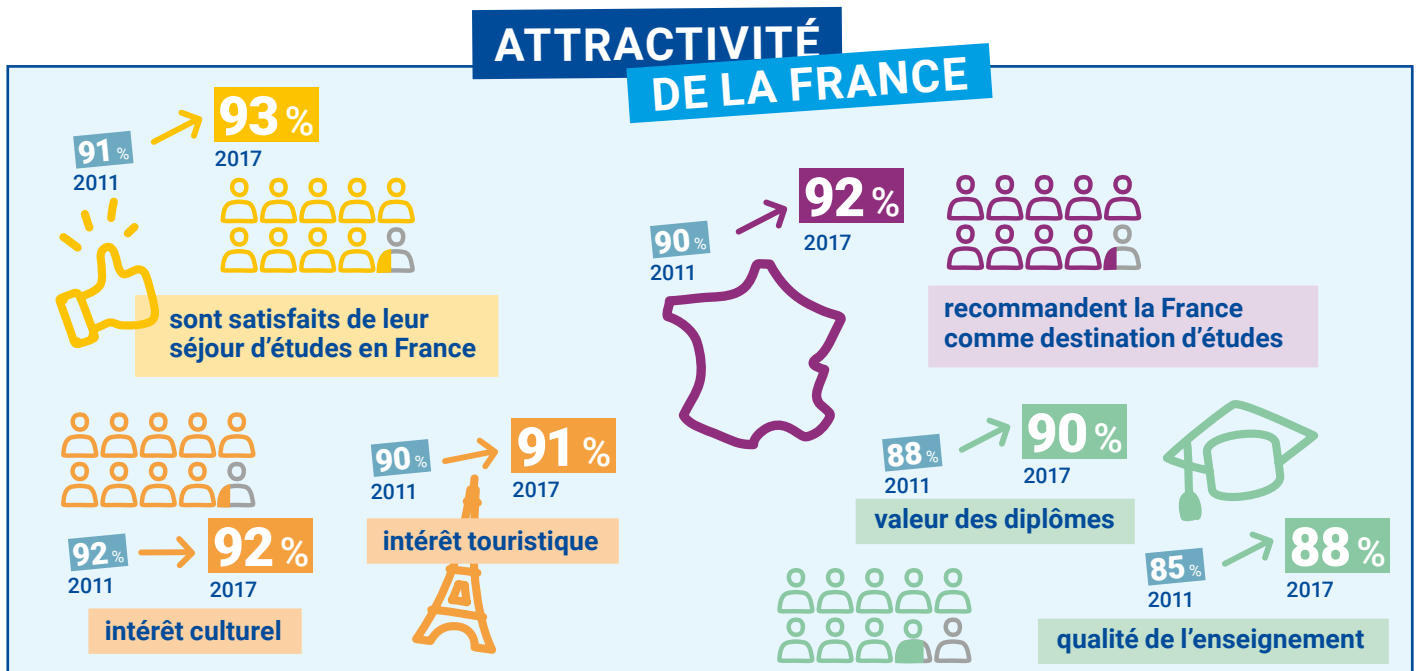 ATTRACTIVITÉ
DE LA FRANCE
91 %
2011
93 %
2017
sont satisfaits de leur
séjour d’études en France
90 %
2011
92 %
2017
recommandent la France
comme destination d’études
92 %
2011
92 %
2017
intérêt culturel
90 %
2011
91 %
2017
intérêt touristique
88 %
2011
90 %
2017
valeur des diplômes
85 %
2011
88 %
2017
qualité de l’enseignement